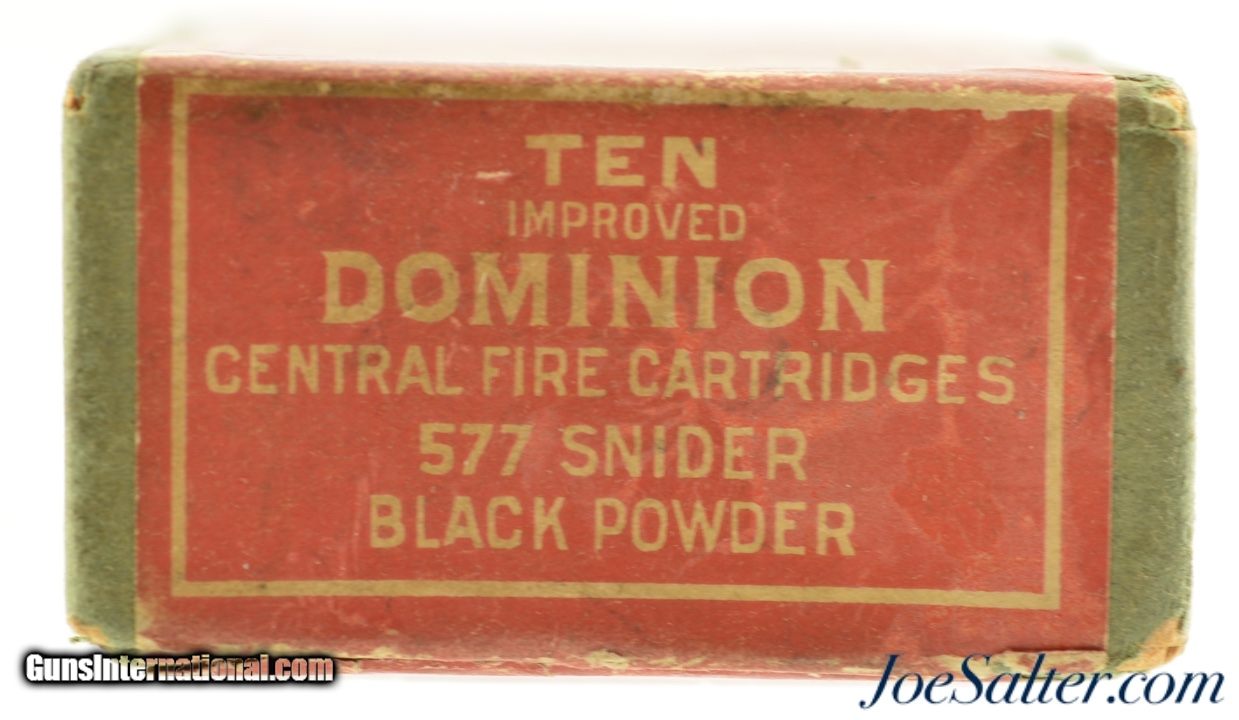 TEN
IMPROVED
DOMINION
CENTRAL FIRE CARTRIDGES
577 SNIDER
BLACK POWDER
GunsInternational.com
JoeSalter.com